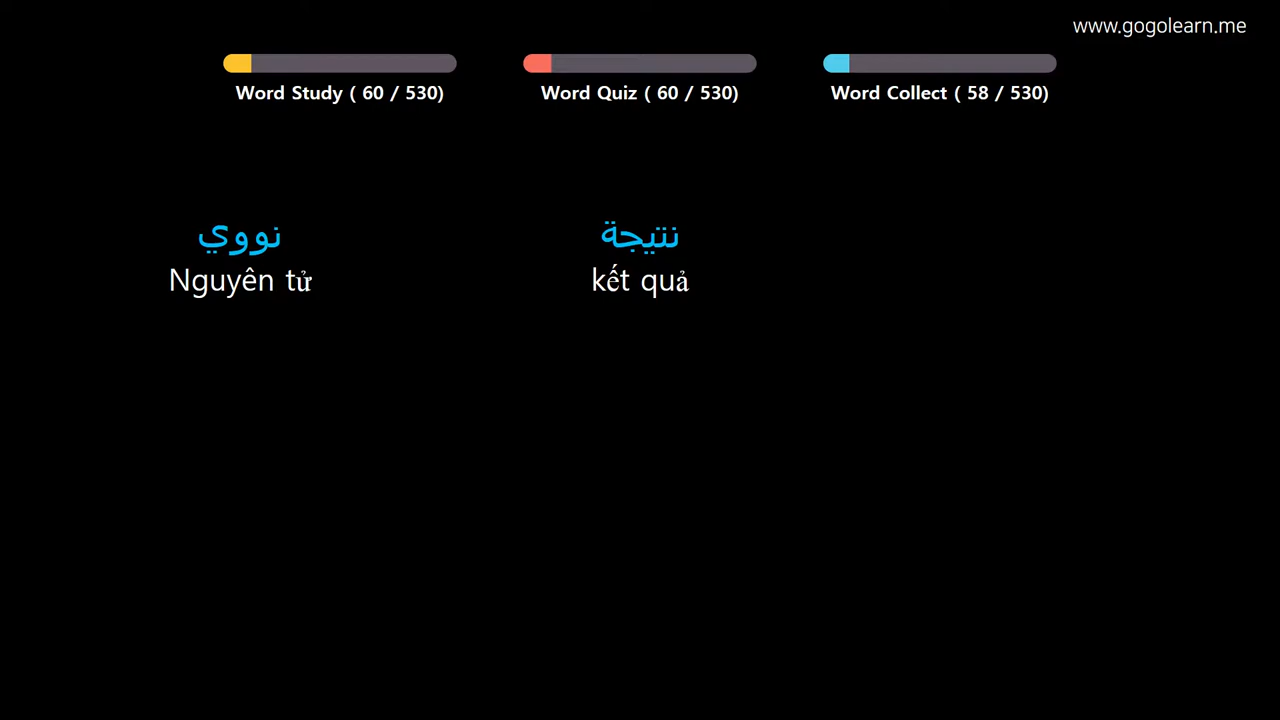 www.gogolearn.me
Word Study ( 60 / 530)
Word Quiz ( 60 / 530)
Word Collect ( 58 / 530)
نووي
Nguyên tử
نتيجة
kết quả